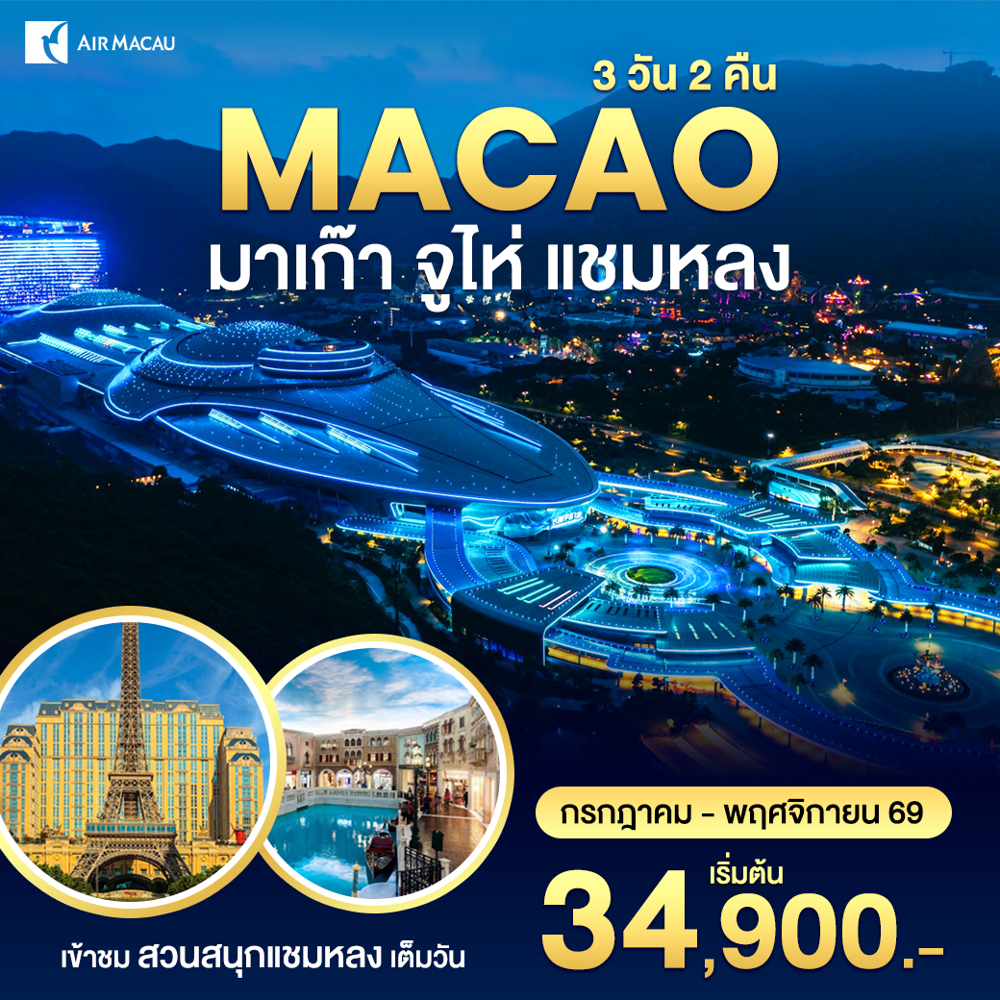 AIR MACAU
3 วัน 2 คืน
MACAO
มาเก๊า จูไห่ แชมหลง
กรกฎาคม - พฤศจิกายน 69
เริ่มต้น
34,900.-
เข้าชม สวนสนุกแชมหลง เต็มวัน